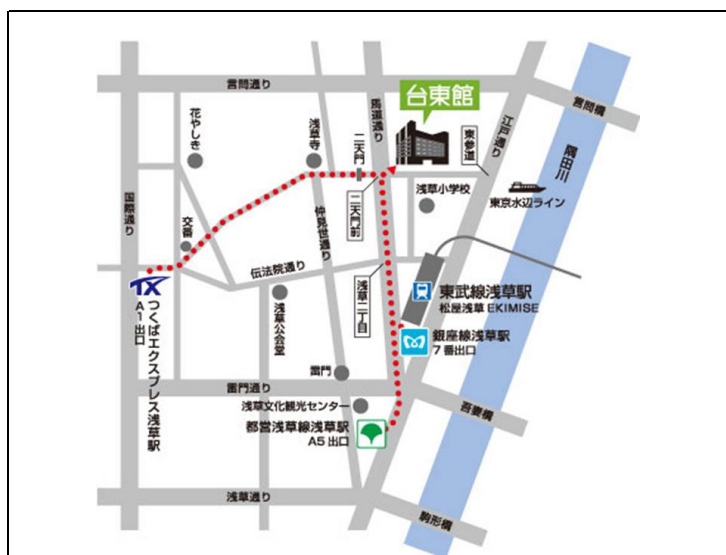 言問通り
台東館
馬道通り
江戸通り
言問橋
花やしき
浅草寺
二天門
東参道
隅田川
国際通り
交番
仲見世通り
二天門前
浅草小学校
東京水辺ライン
伝法院通り
TX
A1出口
つくばエクスプレス浅草駅
浅草公会堂
浅草二丁目
東武線浅草駅
松屋浅草 EKIMISE
銀座線浅草駅
7番出口
雷門
雷門通り
浅草文化観光センター
都営浅草線浅草駅
A5出口
吾妻橋
浅草通り
駒形橋